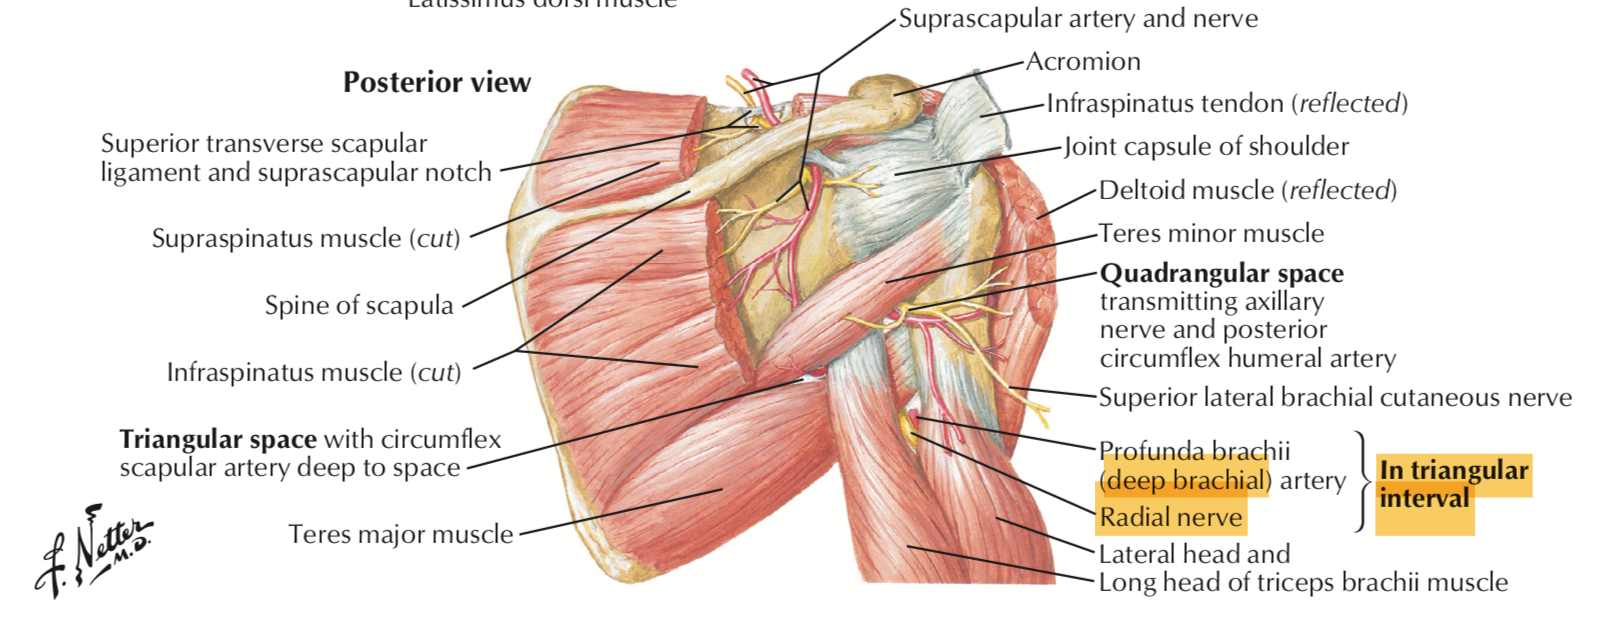 Latissimus dorsi muscle
Suprascapular artery and nerve
Posterior view
Acromion
Infraspinatus tendon (reflected)
Superior transverse scapular
ligament and suprascapular notch
Joint capsule of shoulder
Deltoid muscle (reflected)
Supraspinatus muscle (cut)
Teres minor muscle
Quadrangular space
transmitting axillary
nerve and posterior
circumflex humeral artery
Spine of scapula
Infraspinatus muscle (cut)
Superior lateral brachial cutaneous nerve
Triangular space with circumflex
scapular artery deep to space
Profunda brachii
(deep brachial) artery
Radial nerve
In triangular
interval
Teres major muscle
Lateral head and
Long head of triceps brachii muscle
F. Netter
M.D.